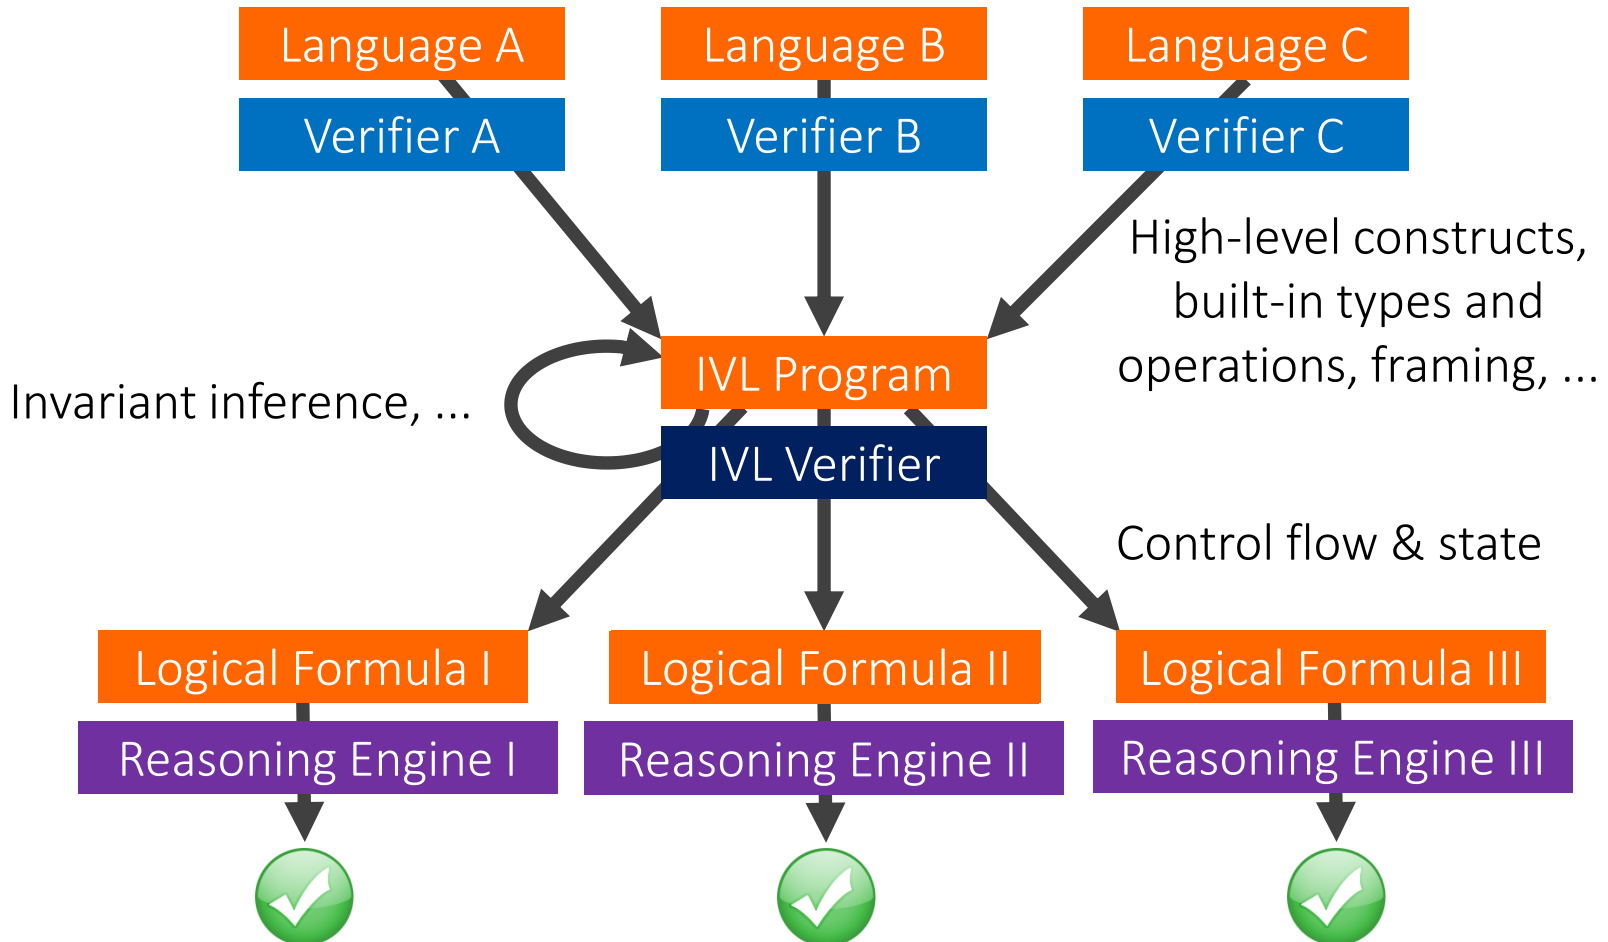 Language A
Language B
Language C
Verifier A
Verifier B
Verifier C
High-level constructs,
built-in types and
operations, framing, ...
IVL Program
Invariant inference, ...
IVL Verifier
Control flow & state
Logical Formula I
Logical Formula II
Logical Formula III
Reasoning Engine I
Reasoning Engine II
Reasoning Engine III